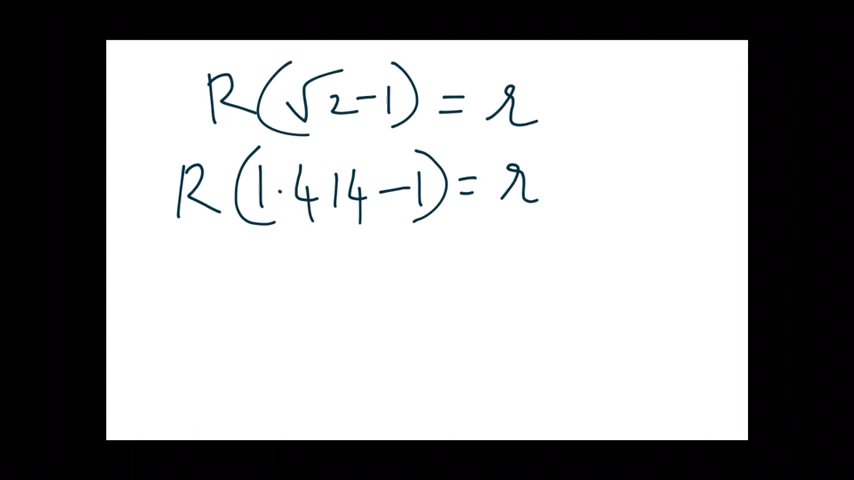 R(√2-1) = r
R(1.414-1) = r